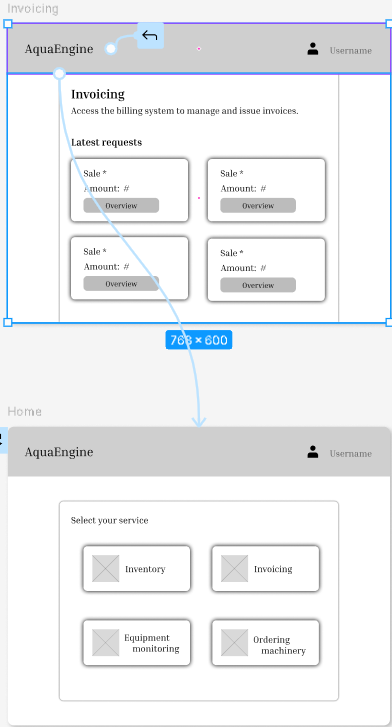 Invoicing
AquaEngine
Username
Invoicing
Access the billing system to manage and issue invoices.
Latest requests
Sale *
Amount: #
Overview
Sale *
Amount: #
Overview
Sale *
Amount: #
Overview
Sale *
Amount: #
Overview
768 × 600
Home
AquaEngine
Username
Select your service
Inventory
Invoicing
Equipment
monitoring
Ordering
machinery